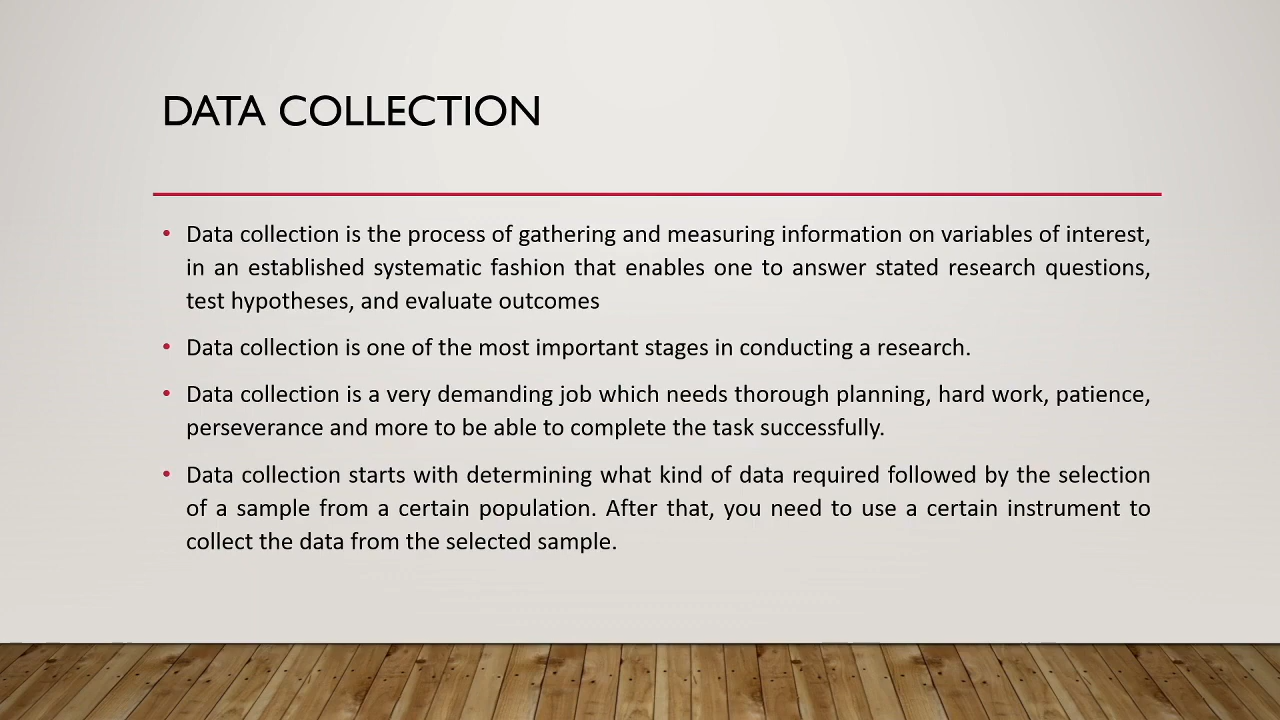 DATA COLLECTION
• Data collection is the process of gathering and measuring information on variables of interest,
in an established systematic fashion that enables one to answer stated research questions,
test hypotheses, and evaluate outcomes
• Data collection is one of the most important stages in conducting a research.
• Data collection is a very demanding job which needs thorough planning, hard work, patience,
perseverance and more to be able to complete the task successfully.
• Data collection starts with determining what kind of data required followed by the selection
of a sample from a certain population. After that, you need to use a certain instrument to
collect the data from the selected sample.